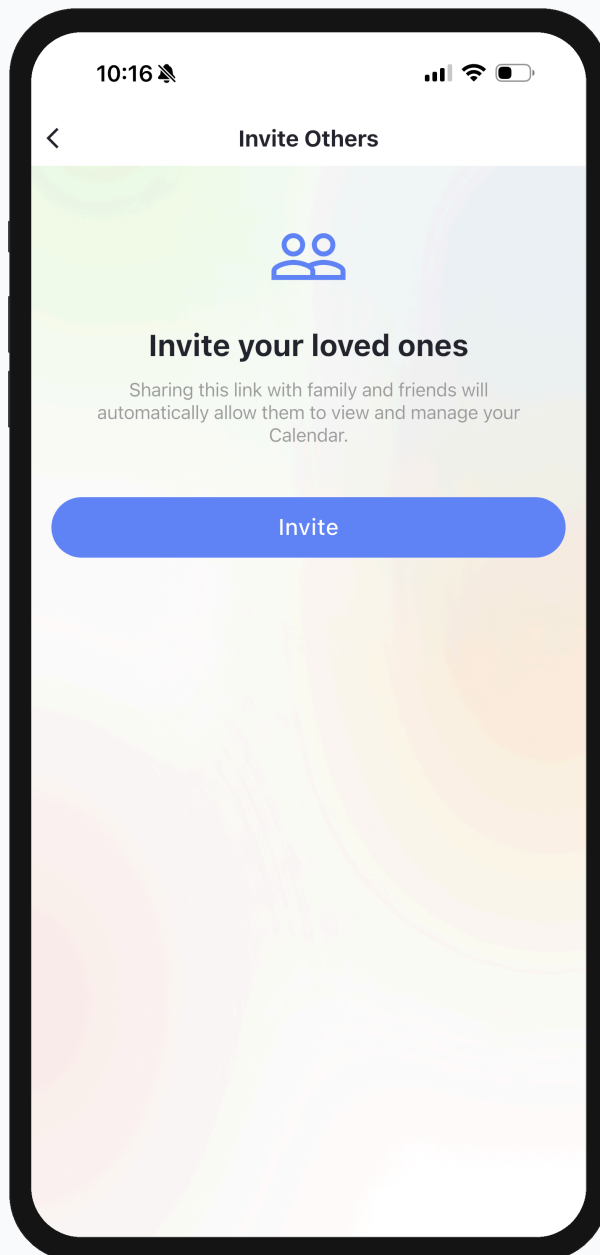 10:16
Invite Others
Invite your loved ones
Sharing this link with family and friends will
automatically allow them to view and manage your
Calendar.
Invite